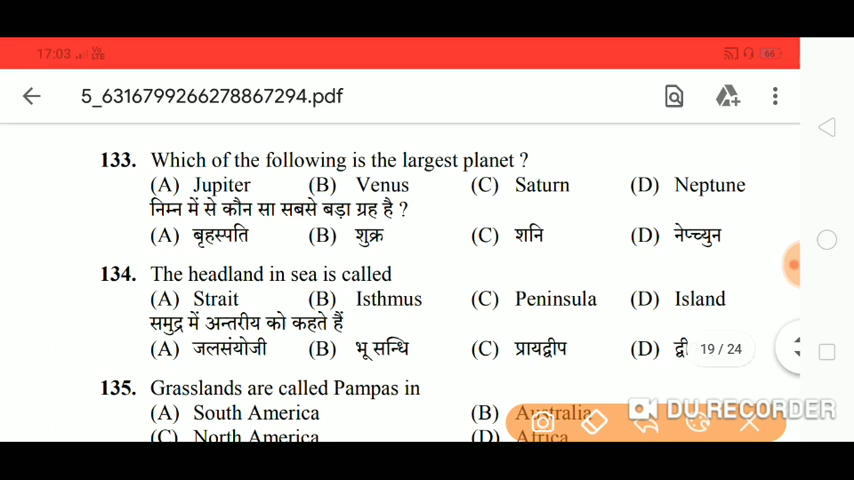 17:03 Vo LTE 66
5_6316799266278867294.pdf
133. Which of the following is the largest planet ?
(A) Jupiter (B) Venus (C) Saturn (D) Neptune
निम्न में से कौन सा सबसे बड़ा ग्रह है ?
(A) बृहस्पति (B) शुक्र (C) शनि (D) नेप्च्युन
134. The headland in sea is called
(A) Strait (B) Isthmus (C) Peninsula (D) Island
समुद्र में अन्तरीय को कहते हैं
(A) जलसंयोजी (B) भू सन्धि (C) प्रायद्वीप (D)
19 / 24
135. Grasslands are called Pampas in
(A) South America (B) Australia
DU RECORDER
(C) North America (D) Africa